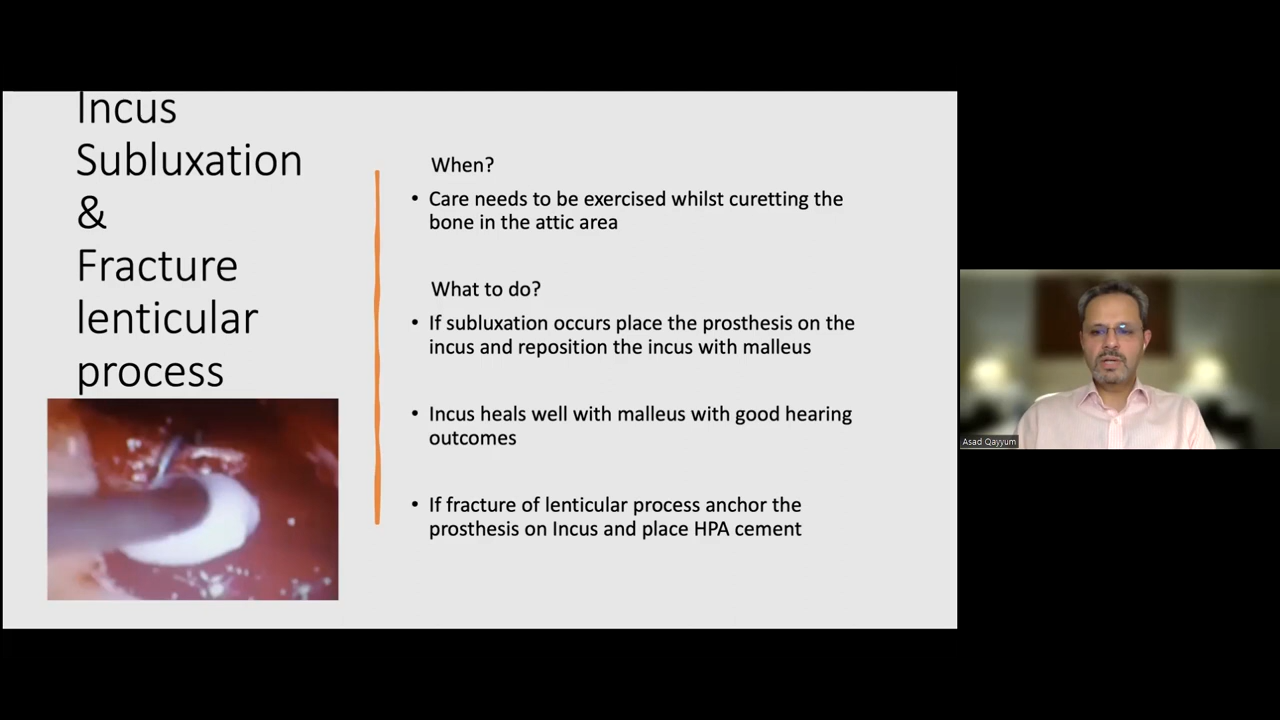 Incus
Subluxation
&
Fracture
lenticular
process
When?
• Care needs to be exercised whilst curetting the
bone in the attic area
What to do?
• If subluxation occurs place the prosthesis on the
incus and reposition the incus with malleus
• Incus heals well with malleus with good hearing
outcomes
• If fracture of lenticular process anchor the
prosthesis on Incus and place HPA cement
Asad Qayyum